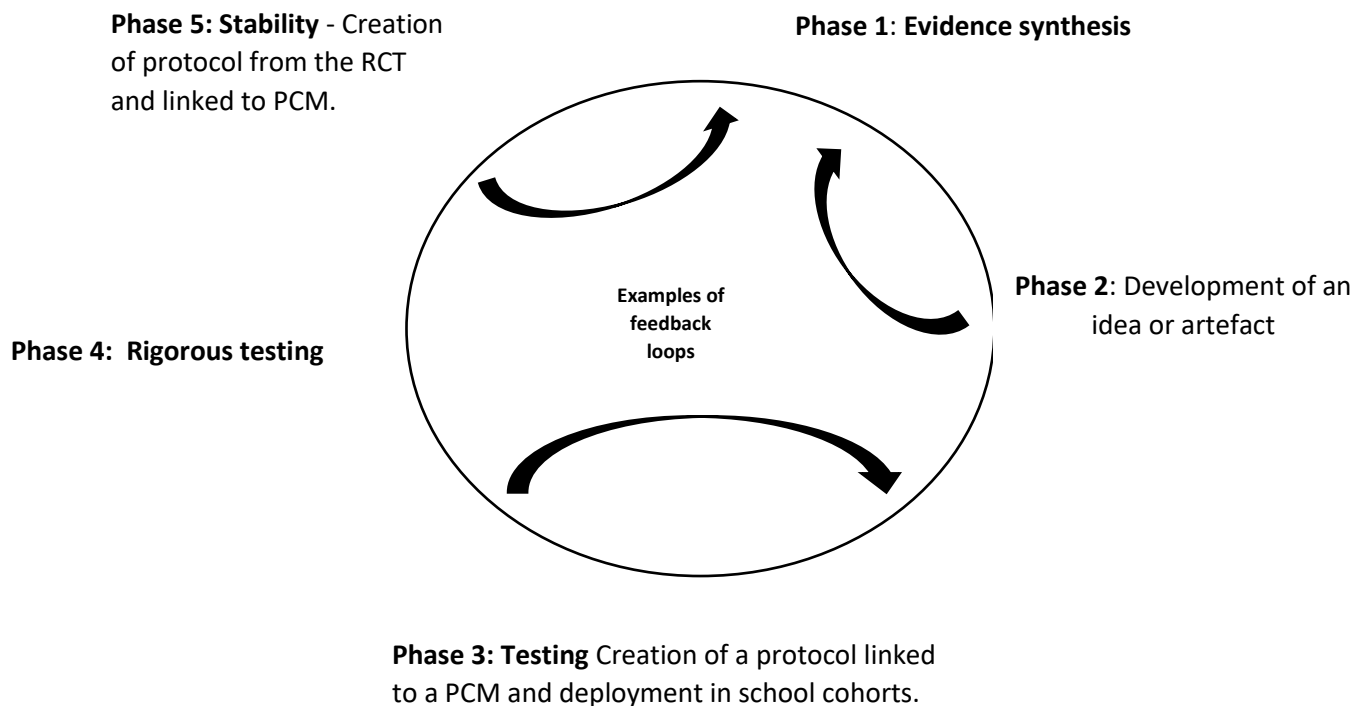 Phase 5: Stability - Creation
of protocol from the RCT
and linked to PCM.
Phase 1: Evidence synthesis
Phase 2: Development of an
idea or artefact
Examples of
feedback
loops
Phase 4: Rigorous testing
Phase 3: Testing Creation of a protocol linked
to a PCM and deployment in school cohorts.